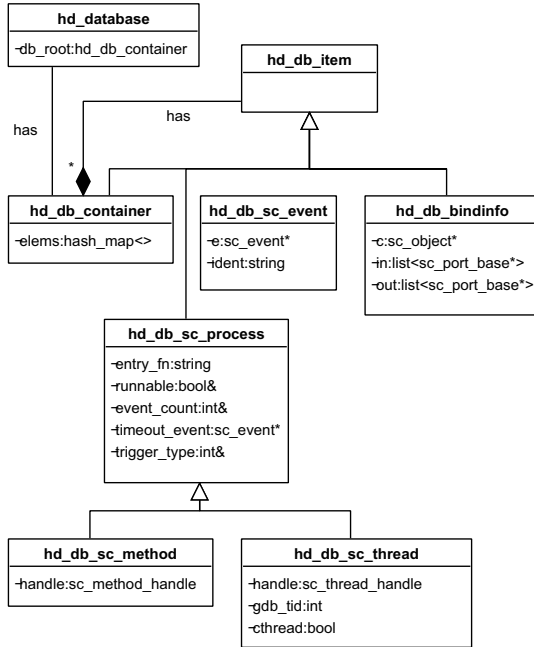 hd_database
-db_root:hd_db_container
hd_db_item
has
has
*
hd_db_container
-elems:hash_map<>
hd_db_sc_event
-e:sc_event*
-ident:string
hd_db_bindinfo
-c:sc_object*
-in:list<sc_port_base*>
-out:list<sc_port_base*>
hd_db_sc_process
-entry_fn:string
-runnable:bool&
-event_count:int&
-timeout_event:sc_event*
-trigger_type:int&
hd_db_sc_method
-handle:sc_method_handle
hd_db_sc_thread
-handle:sc_thread_handle
-gdb_tid:int
-cthread:bool